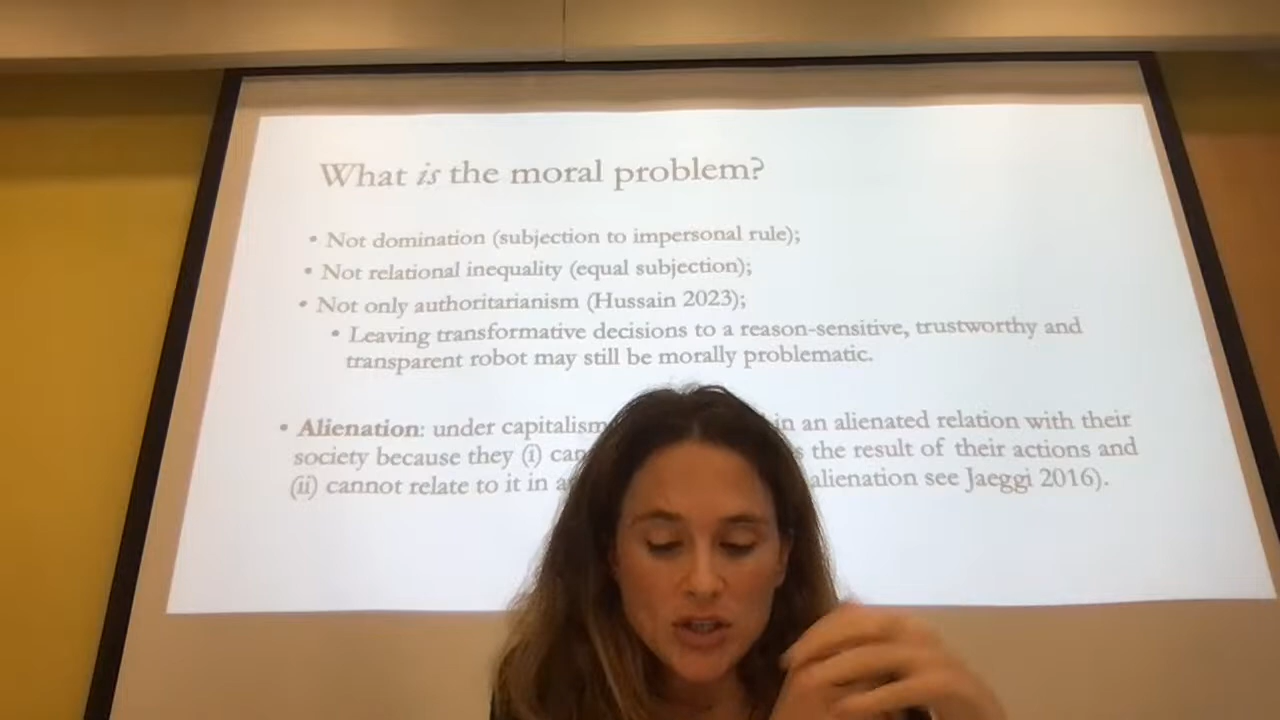 What is the moral problem?
• Not domination (subjection to impersonal rule);
• Not relational inequality (equal subjection);
• Not only authoritarianism (Hussain 2023);
• Leaving transformative decisions to a reason-sensitive, trustworthy and
transparent robot may still be morally problematic.
• Alienation: under capitalism in an alienated relation with their
society because they (i) the result of their actions and
(ii) cannot relate to it in alienation see Jaeggi 2016).